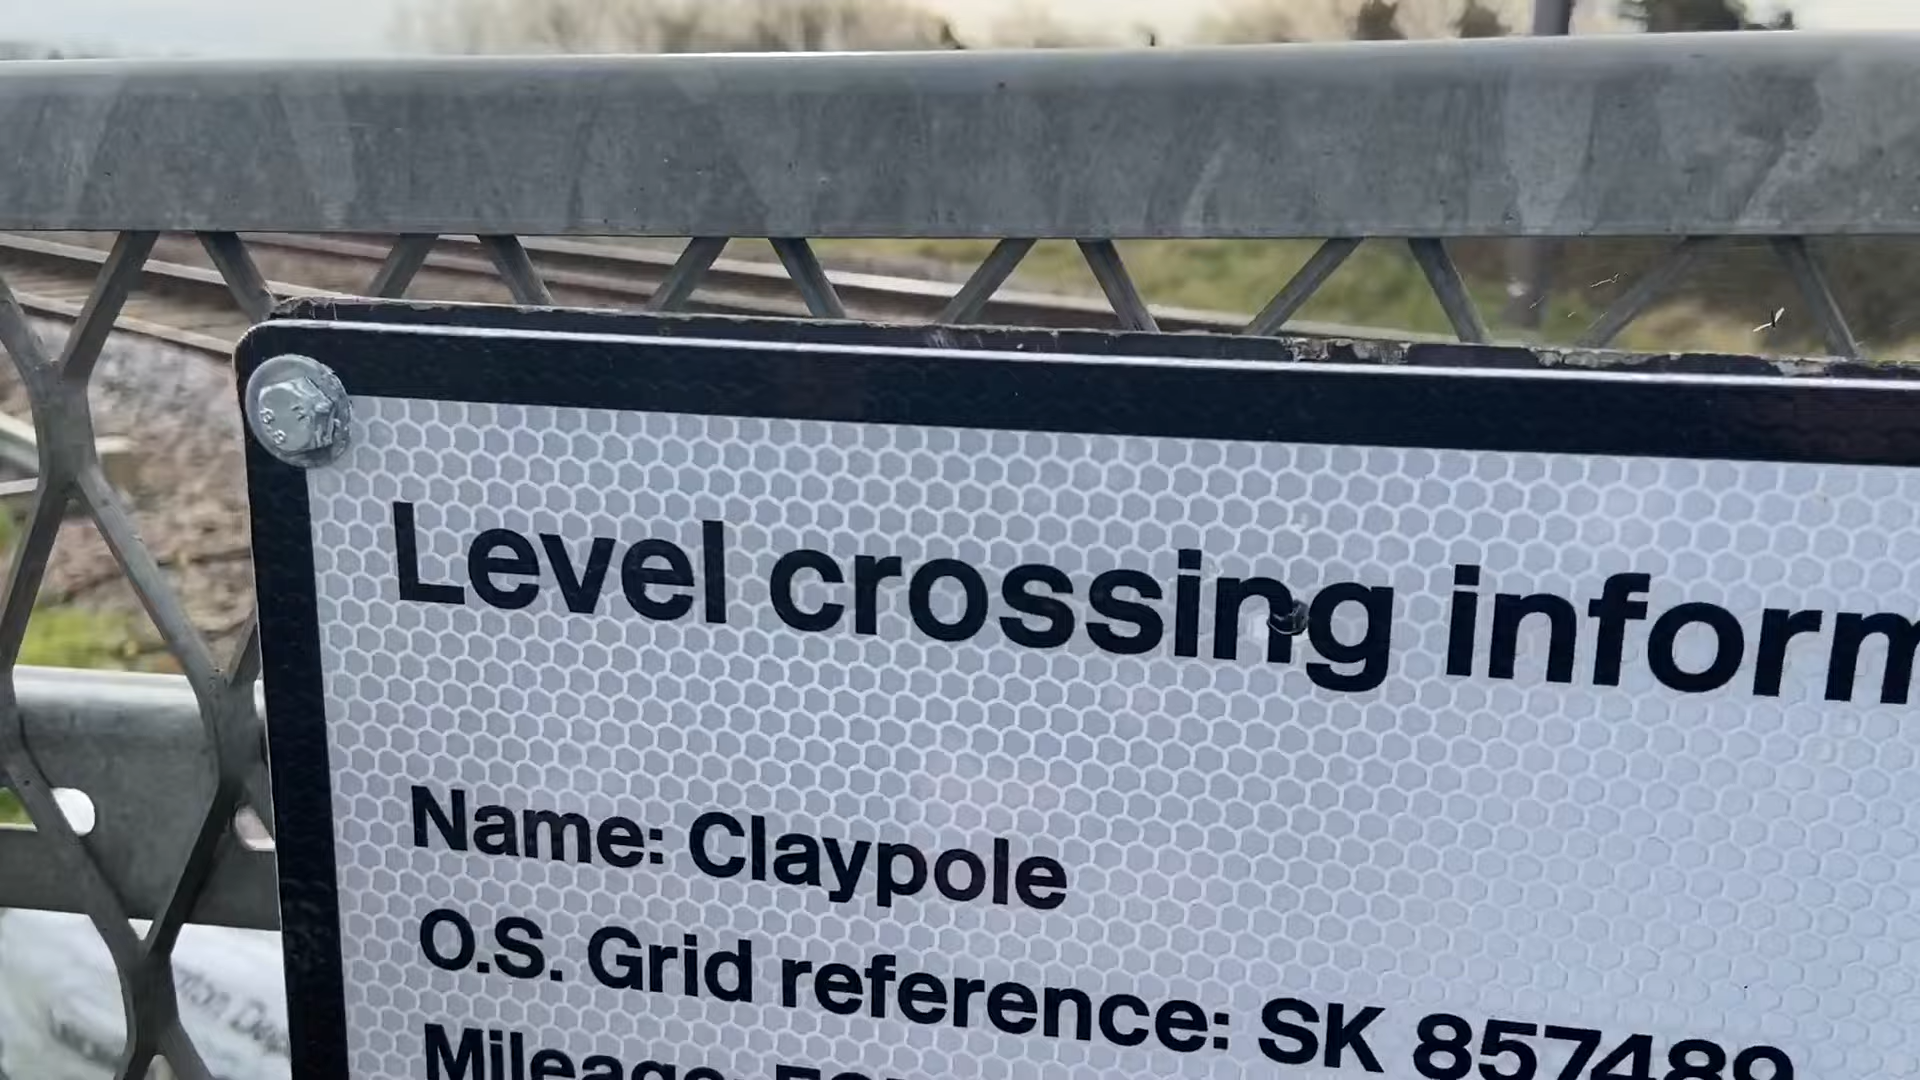 Level crossing inform
Name: Claypole
O.S. Grid reference: SK 857489
Mileage: